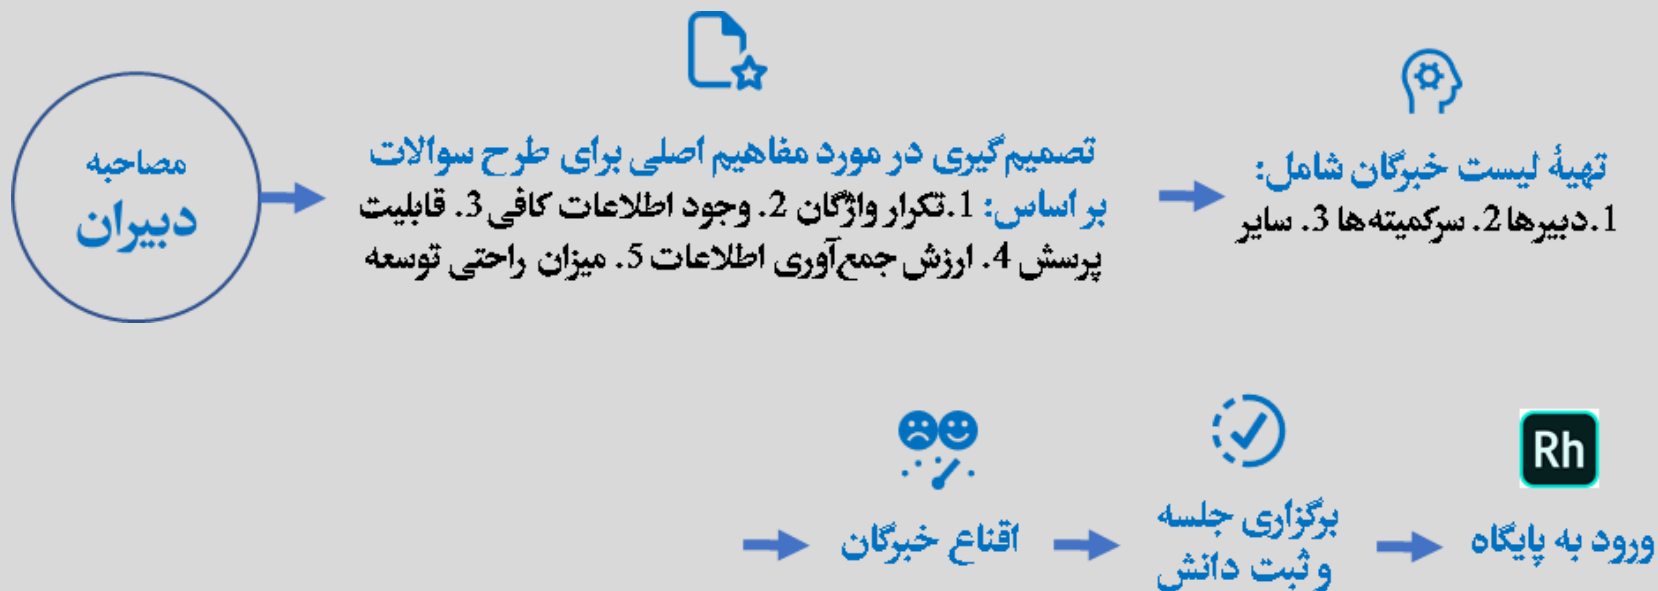 مصاحبه
دبیران
تصمیم‌گیری در مورد مفاهیم اصلی برای طرح سوالات
بر اساس: 1.تکرار واژگان 2. وجود اطلاعات کافی 3. قابلیت
پرسش 4. ارزش جمع‌آوری اطلاعات 5. میزان راحتی توسعه
تهیهٔ لیست خبرگان شامل:
1.دبیرها 2. سرکمیته‌ها 3. سایر
اقناع خبرگان
برگزاری جلسه
و ثبت دانش
Rh
ورود به پایگاه